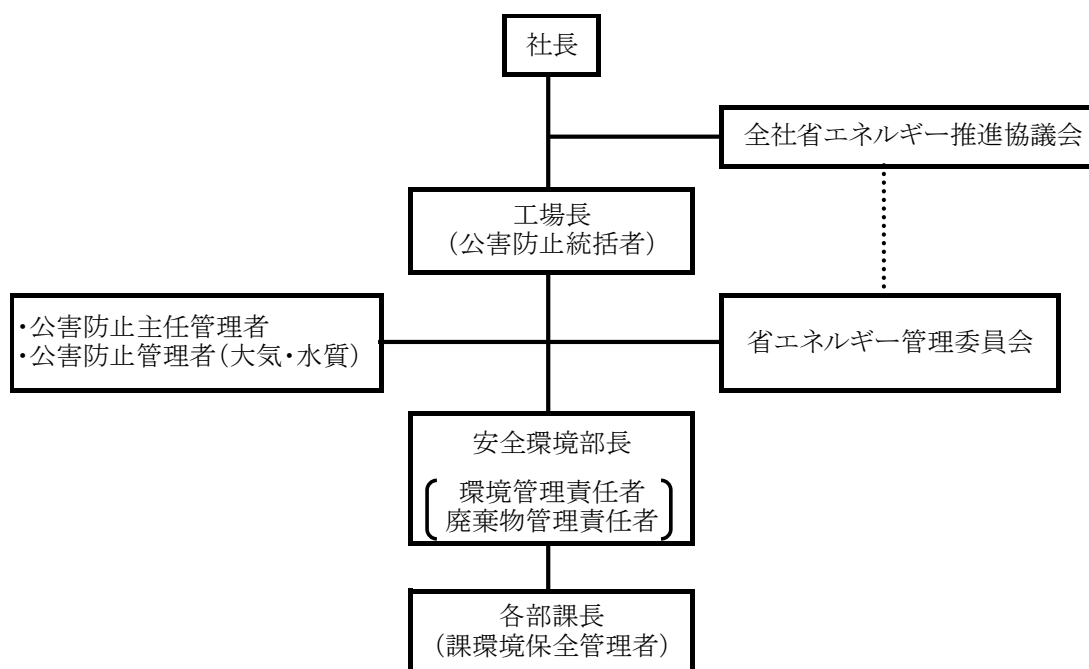 社長
全社省エネルギー推進協議会
工場長
(公害防止統括者)
・公害防止主任管理者
・公害防止管理者(大気・水質)
省エネルギー管理委員会
安全環境部長
環境管理責任者
廃棄物管理責任者
各部課長
(課環境保全管理者)